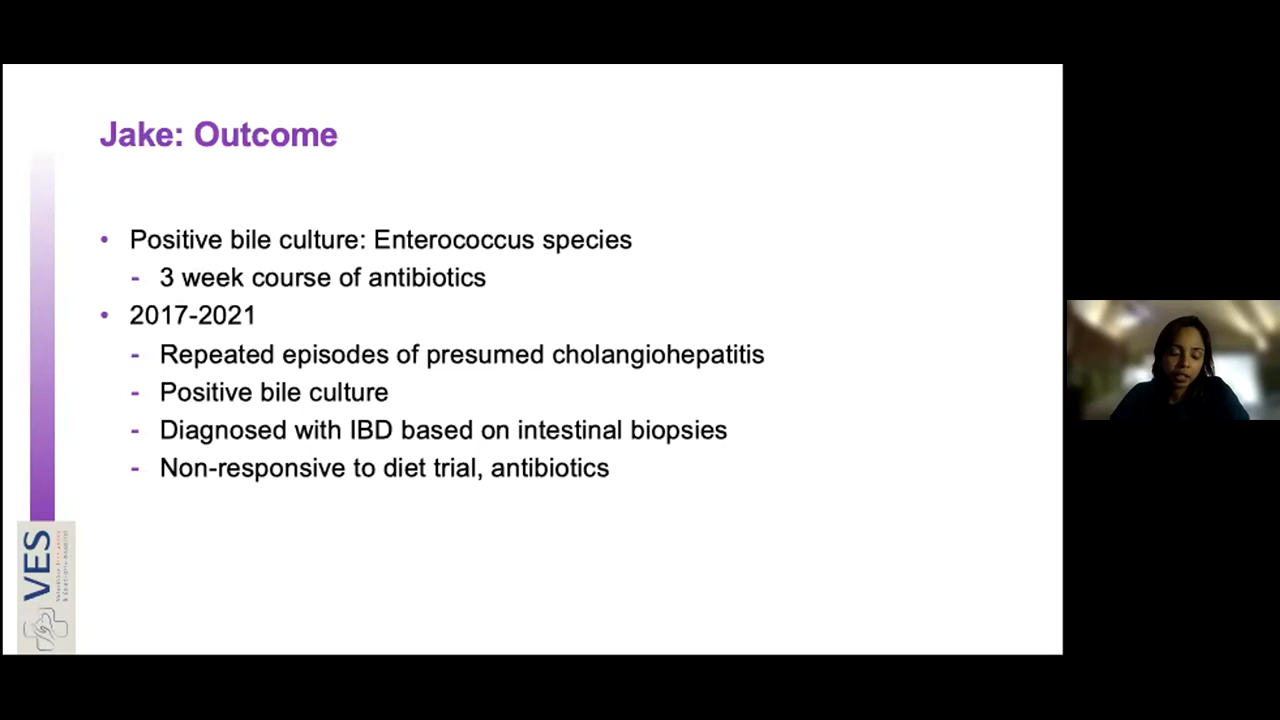 Jake: Outcome
• Positive bile culture: Enterococcus species
- 3 week course of antibiotics
• 2017-2021
- Repeated episodes of presumed cholangiohepatitis
- Positive bile culture
- Diagnosed with IBD based on intestinal biopsies
- Non-responsive to diet trial, antibiotics
VES